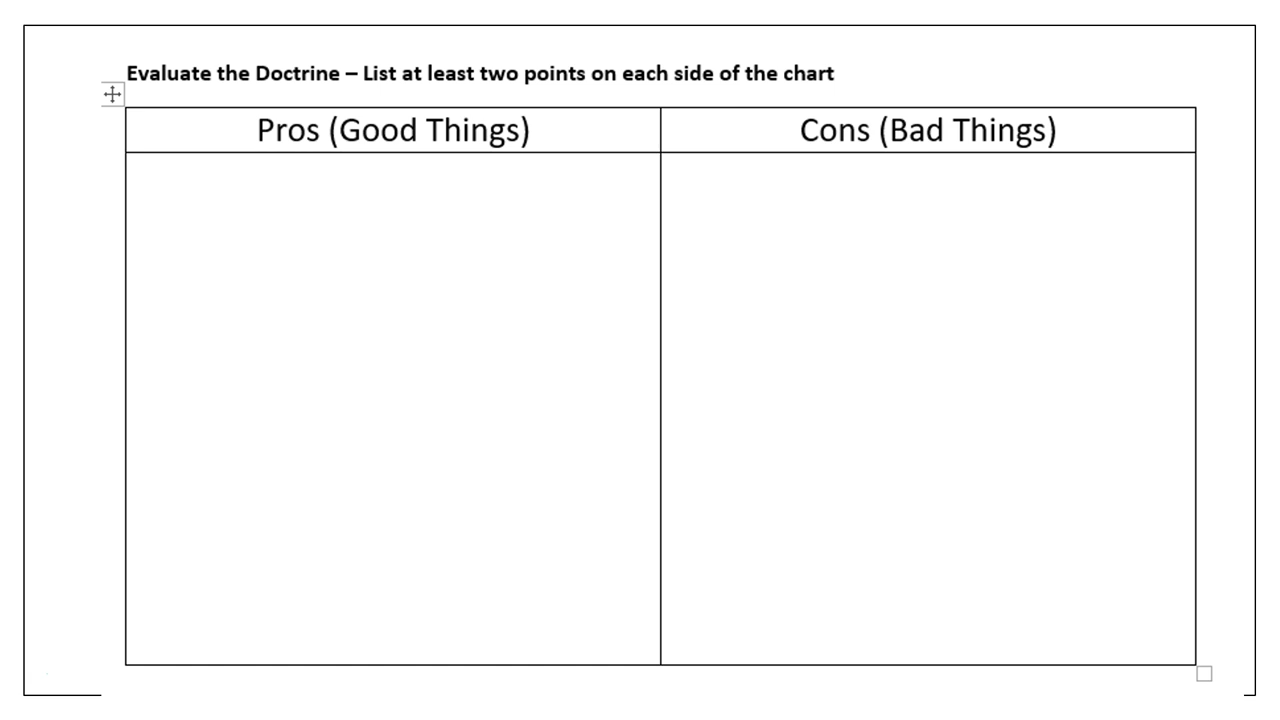 Evaluate the Doctrine – List at least two points on each side of the chart
Pros (Good Things)
Cons (Bad Things)